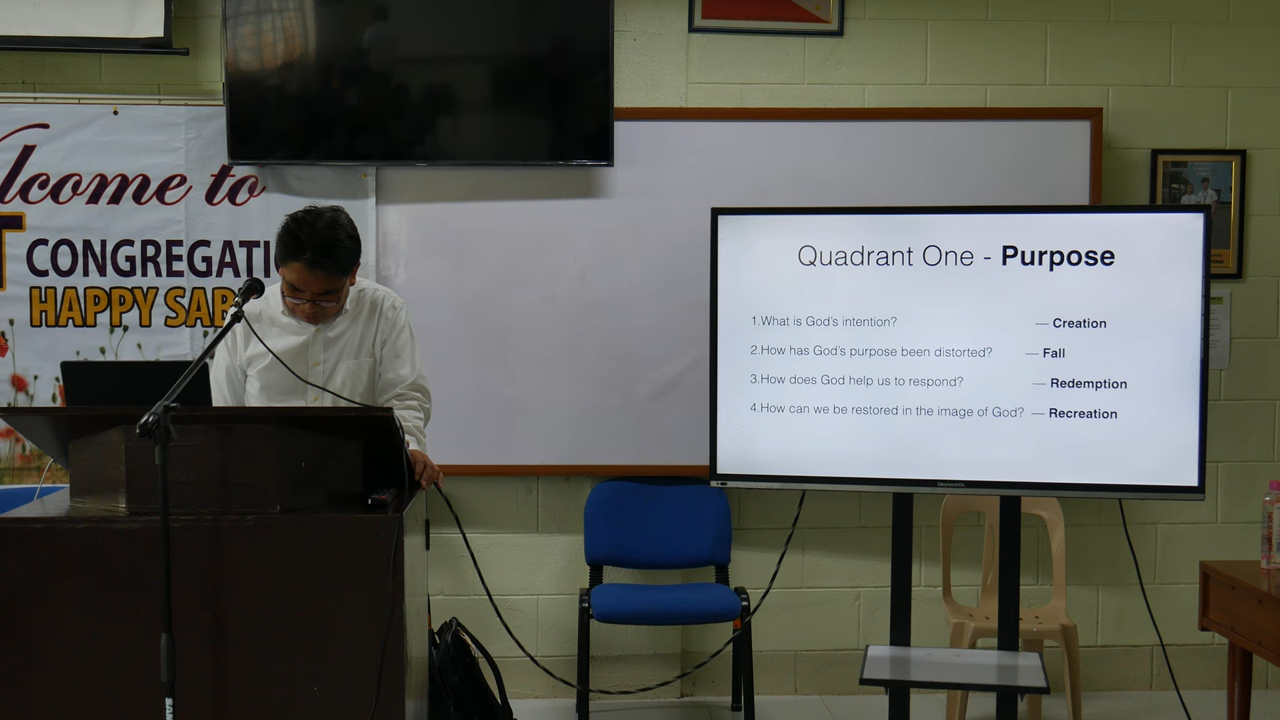 lcome to
T
CONGREGATI
HAPPY SAB
Quadrant One - Purpose
1.What is God's intention? — Creation
2.How has God's purpose been distorted? — Fall
3.How does God help us to respond? — Redemption
4.How can we be restored in the image of God? — Recreation
Skyworth